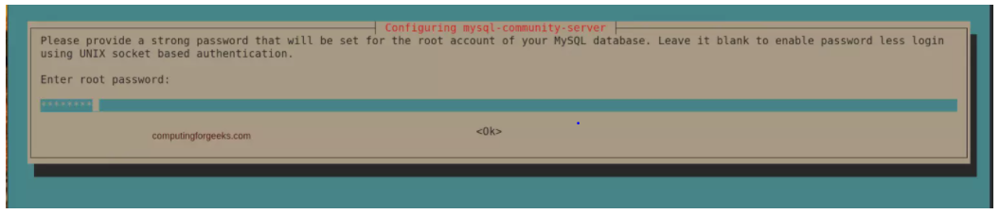 Configuring mysql-community-server
Please provide a strong password that will be set for the root account of your MySQL database. Leave it blank to enable password less login
using UNIX socket based authentication.
Enter root password:
********
<Ok>
computingforgeeks.com